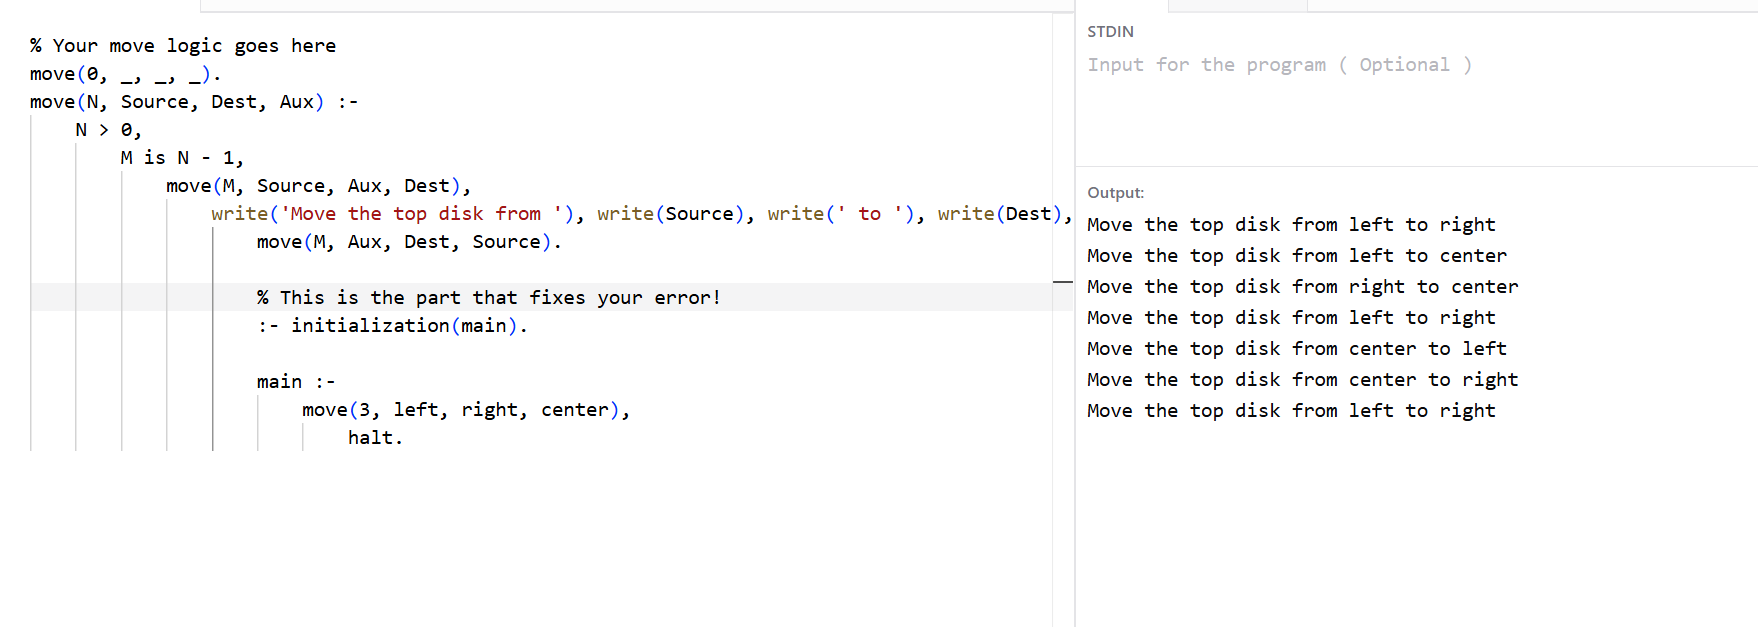 % Your move logic goes here
move(0, _, _, _).
move(N, Source, Dest, Aux) :-
N > 0,
M is N - 1,
move(M, Source, Aux, Dest),
write('Move the top disk from '), write(Source), write(' to '), write(Dest),
move(M, Aux, Dest, Source).
% This is the part that fixes your error!
:- initialization(main).
main :-
move(3, left, right, center),
halt.
STDIN
Input for the program ( Optional )
Output:
Move the top disk from left to right
Move the top disk from left to center
Move the top disk from right to center
Move the top disk from left to right
Move the top disk from center to left
Move the top disk from center to right
Move the top disk from left to right